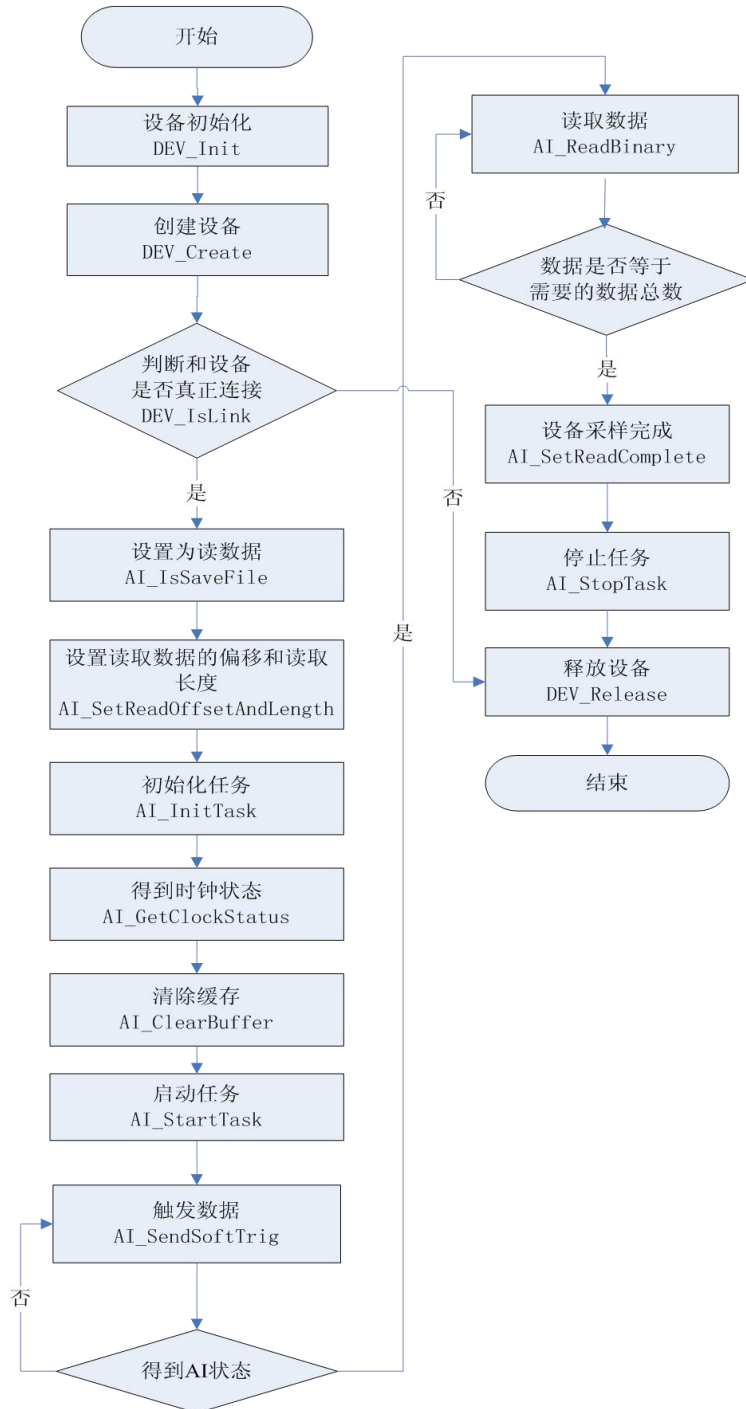 开始
设备初始化
DEV_Init
创建设备
DEV_Create
判断和设备
是否真正连接
DEV_IsLink
是
设置为读数据
AI_IsSaveFile
设置读取数据的偏移和读取
长度
AI_SetReadOffsetAndLength
初始化任务
AI_InitTask
得到时钟状态
AI_GetClockStatus
清除缓存
AI_ClearBuffer
启动任务
AI_StartTask
触发数据
AI_SendSoftTrig
否
得到AI状态
是
读取数据
AI_ReadBinary
否
数据是否等于
需要的数据总数
是
设备采样完成
AI_SetReadComplete
否
停止任务
AI_StopTask
释放设备
DEV_Release
结束